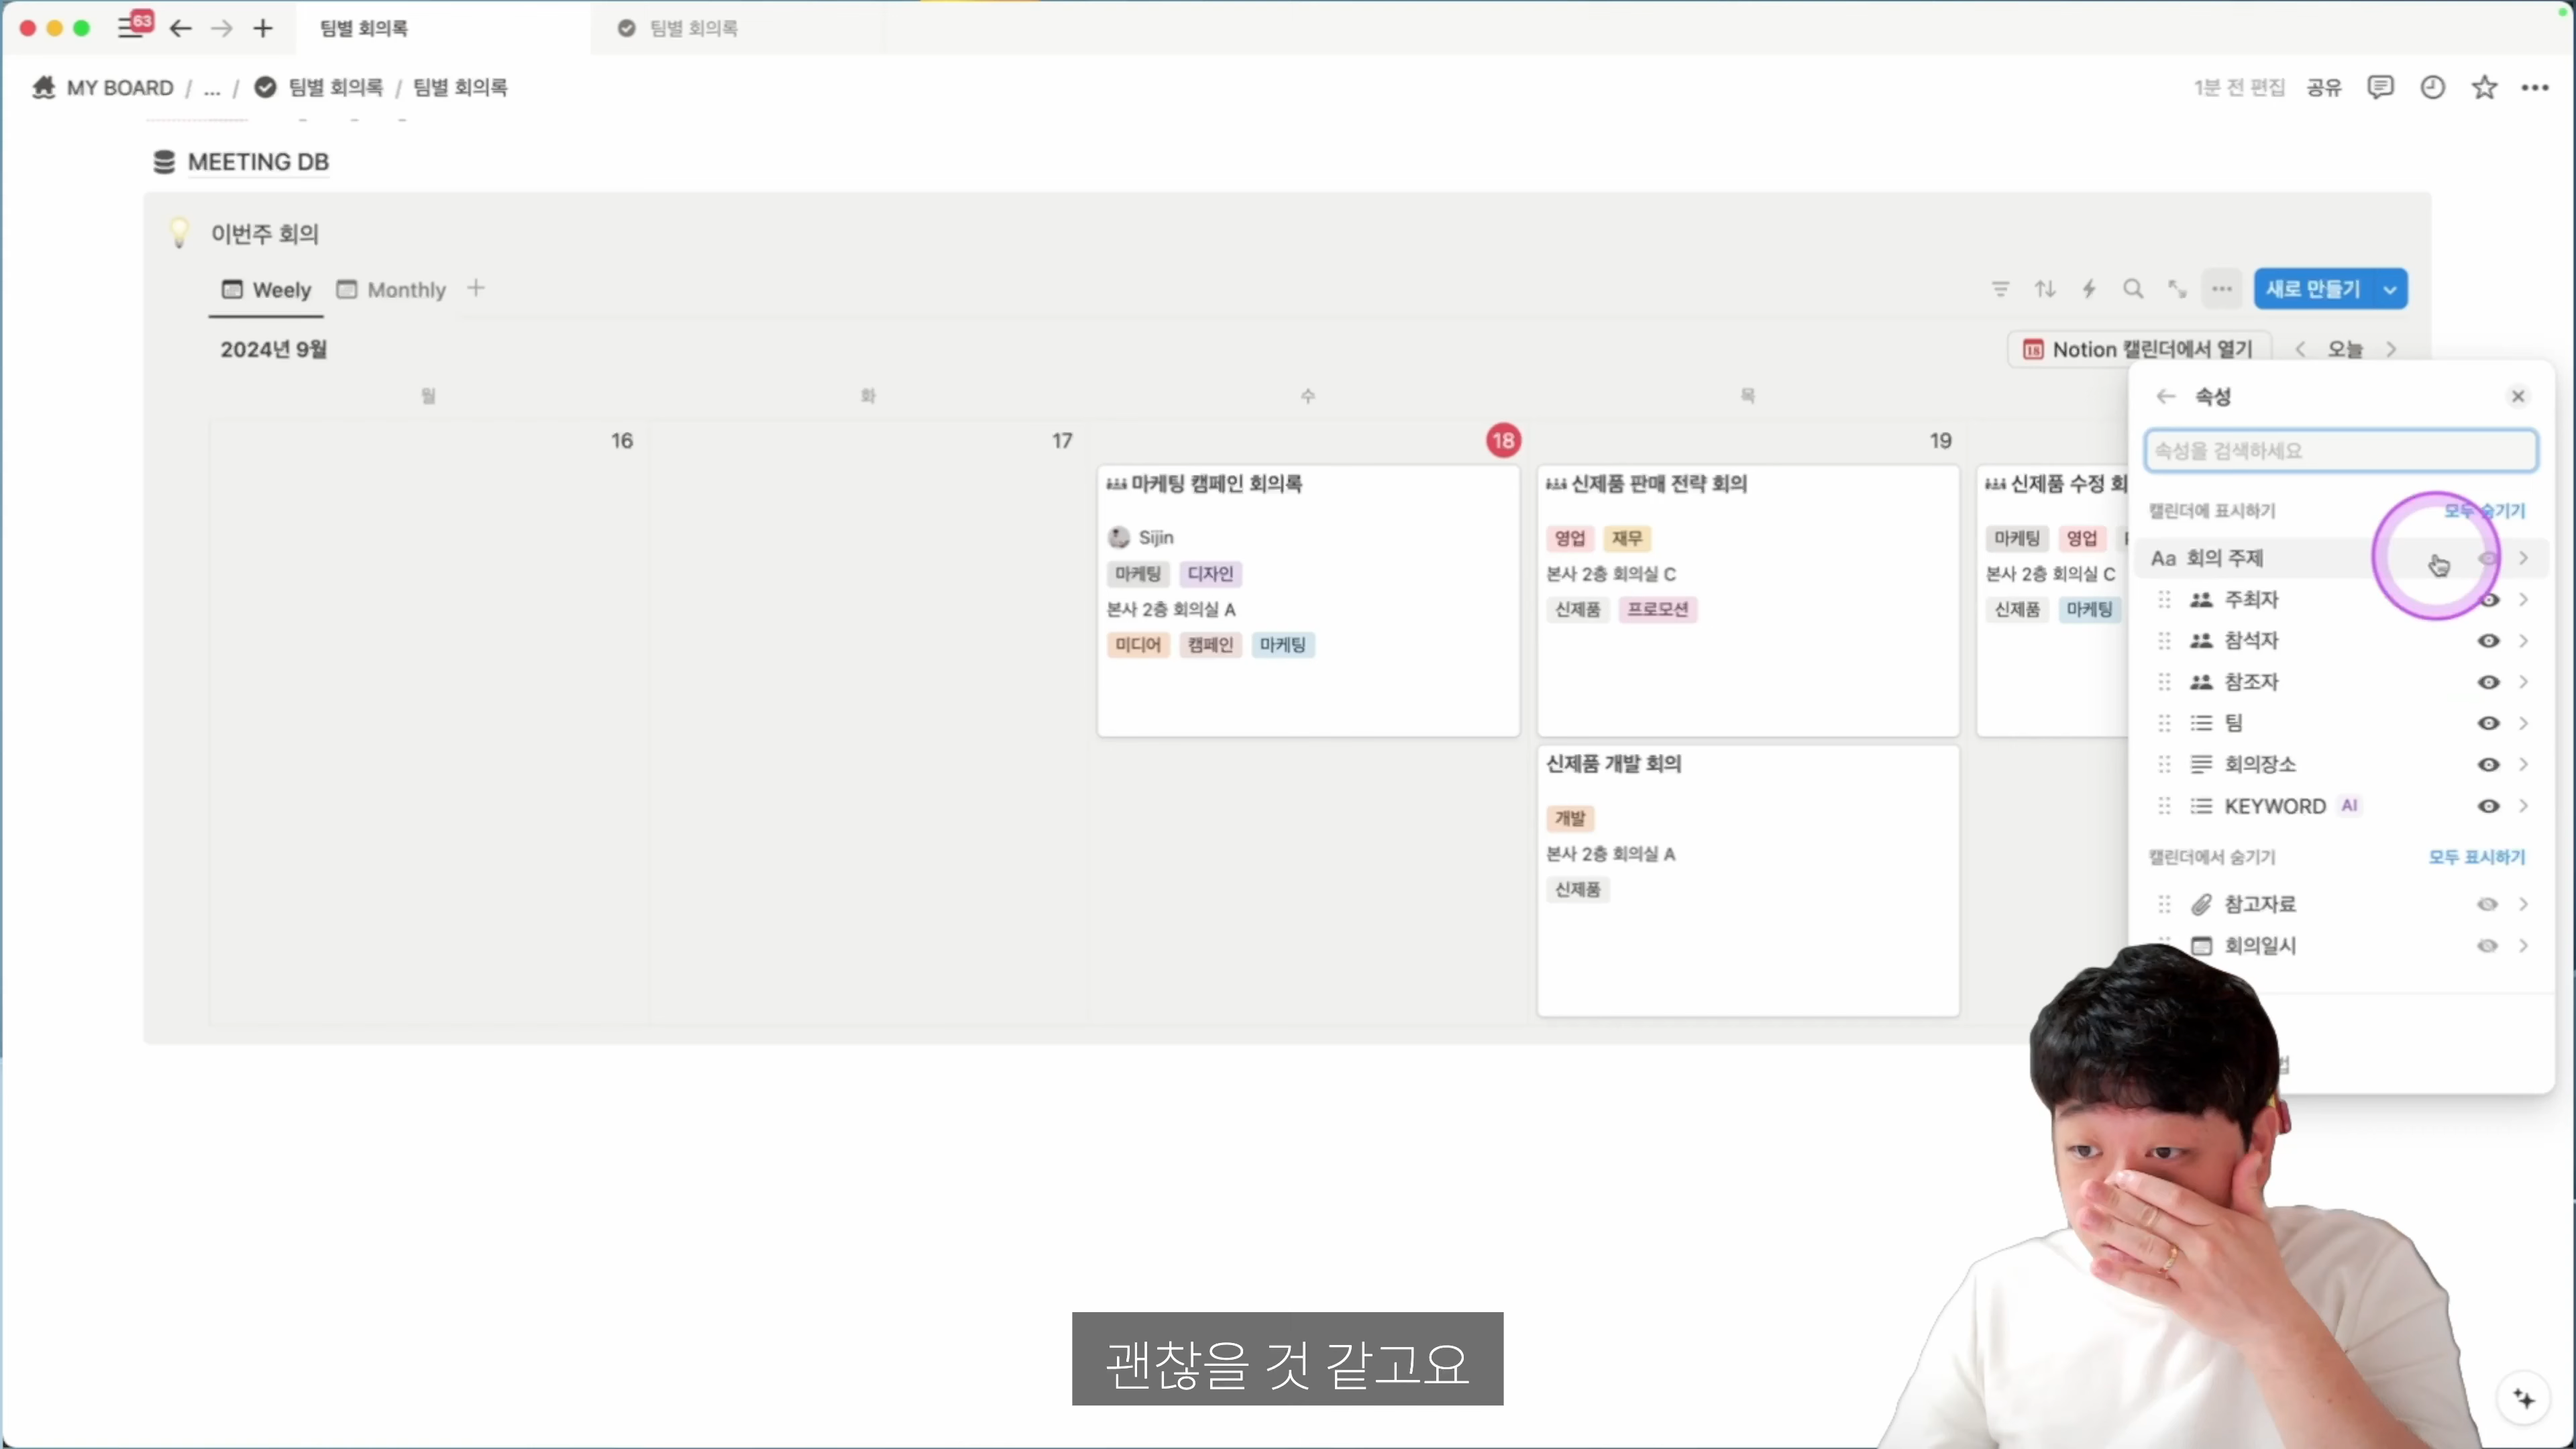 63
팀별 회의록
팀별 회의록
MY BOARD / ... / 팀별 회의록 / 팀별 회의록
1분 전 편집 공유
MEETING DB
이번주 회의
Weely Monthly
새로 만들기
2024년 9월
18 Notion 캘린더에서 열기 오늘
월 화 수 목
16 17 18 19
마케팅 캠페인 회의록
Sijin
마케팅 디자인
본사 2층 회의실 A
미디어 캠페인 마케팅
신제품 판매 전략 회의
영업 재무
본사 2층 회의실 C
신제품 프로모션
신제품 개발 회의
개발
본사 2층 회의실 A
신제품
신제품 수정 회
마케팅 영업
본사 2층 회의실 C
신제품 마케팅
속성
속성을 검색하세요
캘린더에 표시하기 모두 숨기기
Aa 회의 주제
주최자
참석자
참조자
팀
회의장소
KEYWORD AI
캘린더에서 숨기기 모두 표시하기
참고자료
회의일시
괜찮을 것 같고요